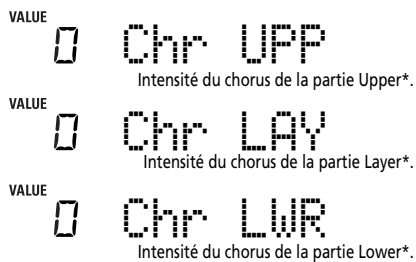 VALUE
0 Chr UPP
Intensité du chorus de la partie Upper*.
VALUE
0 Chr LAY
Intensité du chorus de la partie Layer*.
VALUE
0 Chr LWR
Intensité du chorus de la partie Lower*.